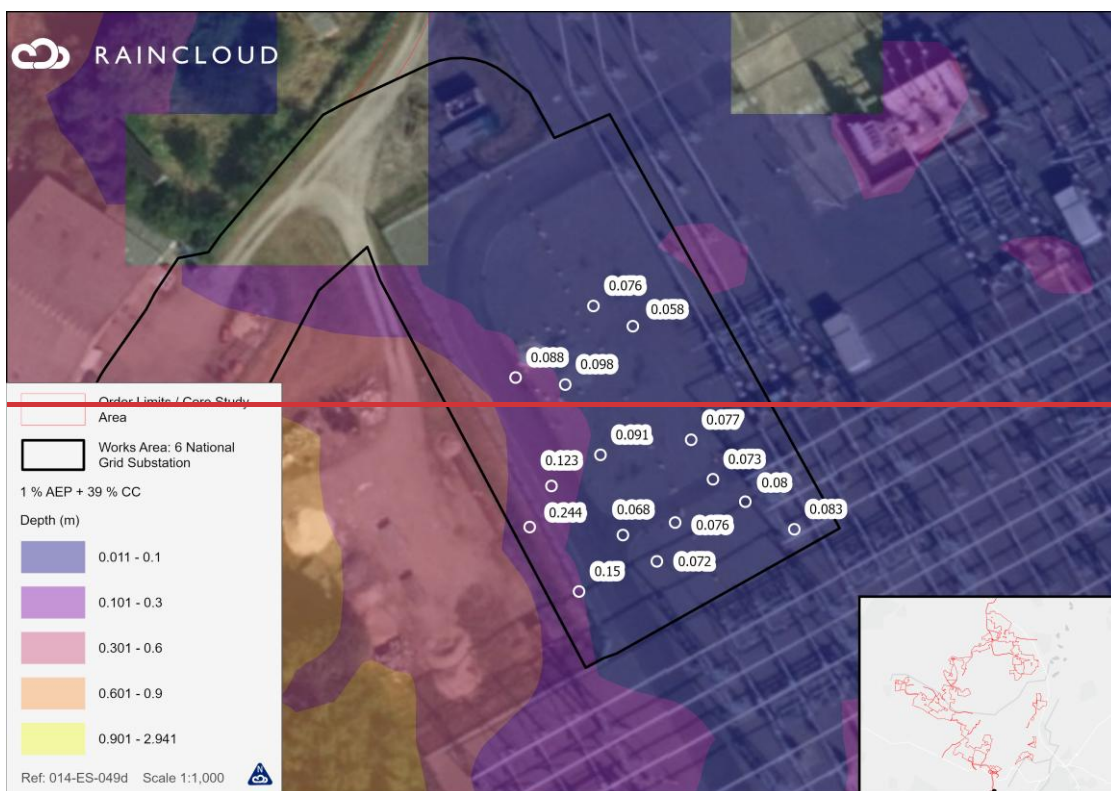 RAINCLOUD
0.076
0.058
0.088
0.098
0.077
0.091
0.073
0.123
0.08
0.244
0.068
0.076
0.083
0.072
0.15
Order Limits / Core Study
Area
Works Area: 6 National
Grid Substation
1 % AEP + 39 % CC
Depth (m)
0.011 - 0.1
0.101 - 0.3
0.301 - 0.6
0.601 - 0.9
0.901 - 2.941
Ref: 014-ES-049d Scale 1:1,000
N